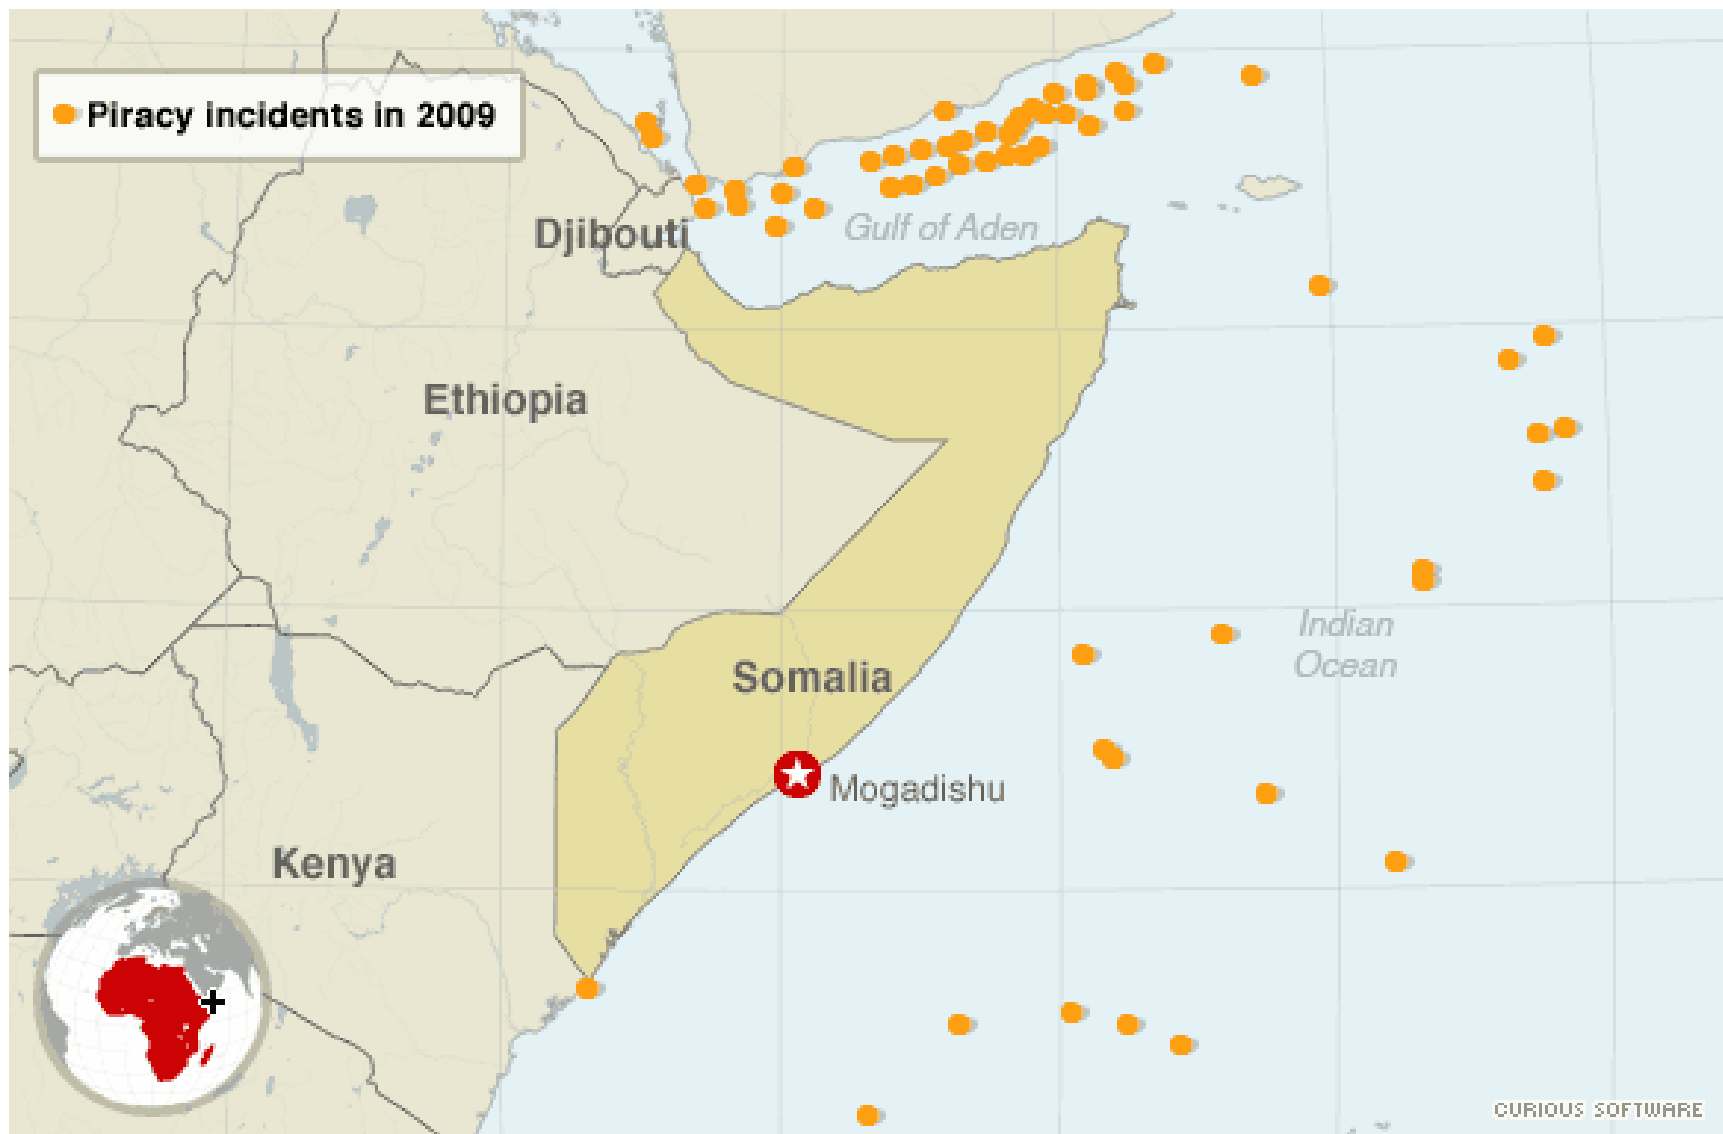 Piracy incidents in 2009
Djibouti
Gulf of Aden
Ethiopia
Indian
Ocean
Somalia
Mogadishu
Kenya
CURIOUS SOFTWARE